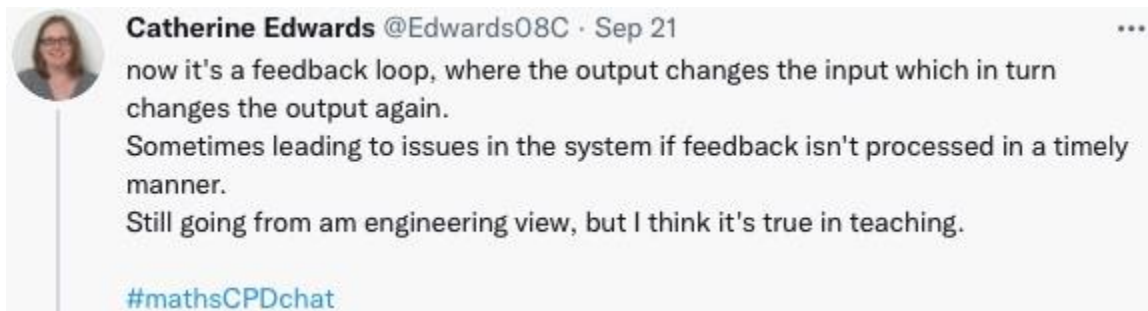 Catherine Edwards @Edwards08C · Sep 21
now it's a feedback loop, where the output changes the input which in turn
changes the output again.
Sometimes leading to issues in the system if feedback isn't processed in a timely
manner.
Still going from am engineering view, but I think it's true in teaching.
#mathsCPDchat